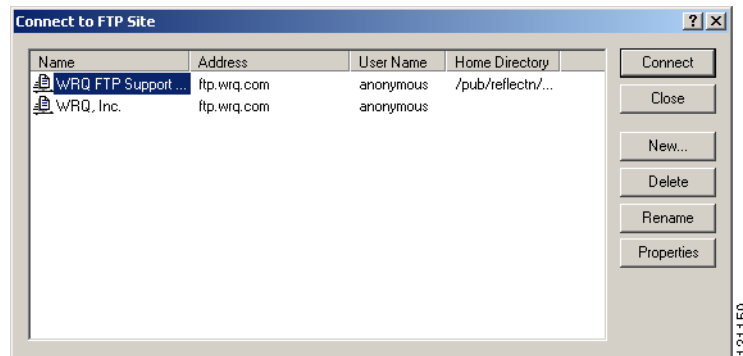 Connect to FTP Site
Name Address User Name Home Directory
WRQ FTP Support ... ftp.wrq.com anonymous /pub/reflectn/...
WRQ, Inc. ftp.wrq.com anonymous
Connect
Close
New...
Delete
Rename
Properties